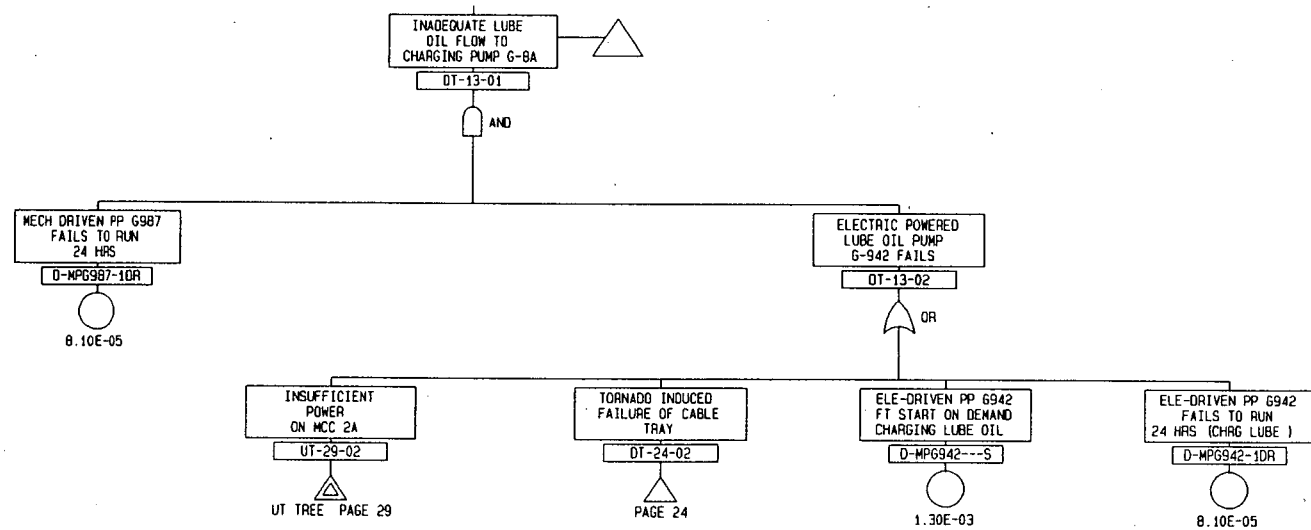 INADEQUATE LUBE
OIL FLOW TO
CHARGING PUMP G-8A
DT-13-01
AND
MECH DRIVEN PP G987
FAILS TO RUN
24 HRS
D-MPG987-1DR
8.10E-05
ELECTRIC POWERED
LUBE OIL PUMP
G-942 FAILS
DT-13-02
OR
INSUFFICIENT
POWER
ON MCC 2A
UT-29-02
UT TREE PAGE 29
TORNADO INDUCED
FAILURE OF CABLE
TRAY
DT-24-02
PAGE 24
ELE-DRIVEN PP G942
FT START ON DEMAND
CHARGING LUBE OIL
D-MPG942---S
1.30E-03
ELE-DRIVEN PP G942
FAILS TO RUN
24 HRS (CHRG LUBE )
D-MPG942-1DR
8.10E-05